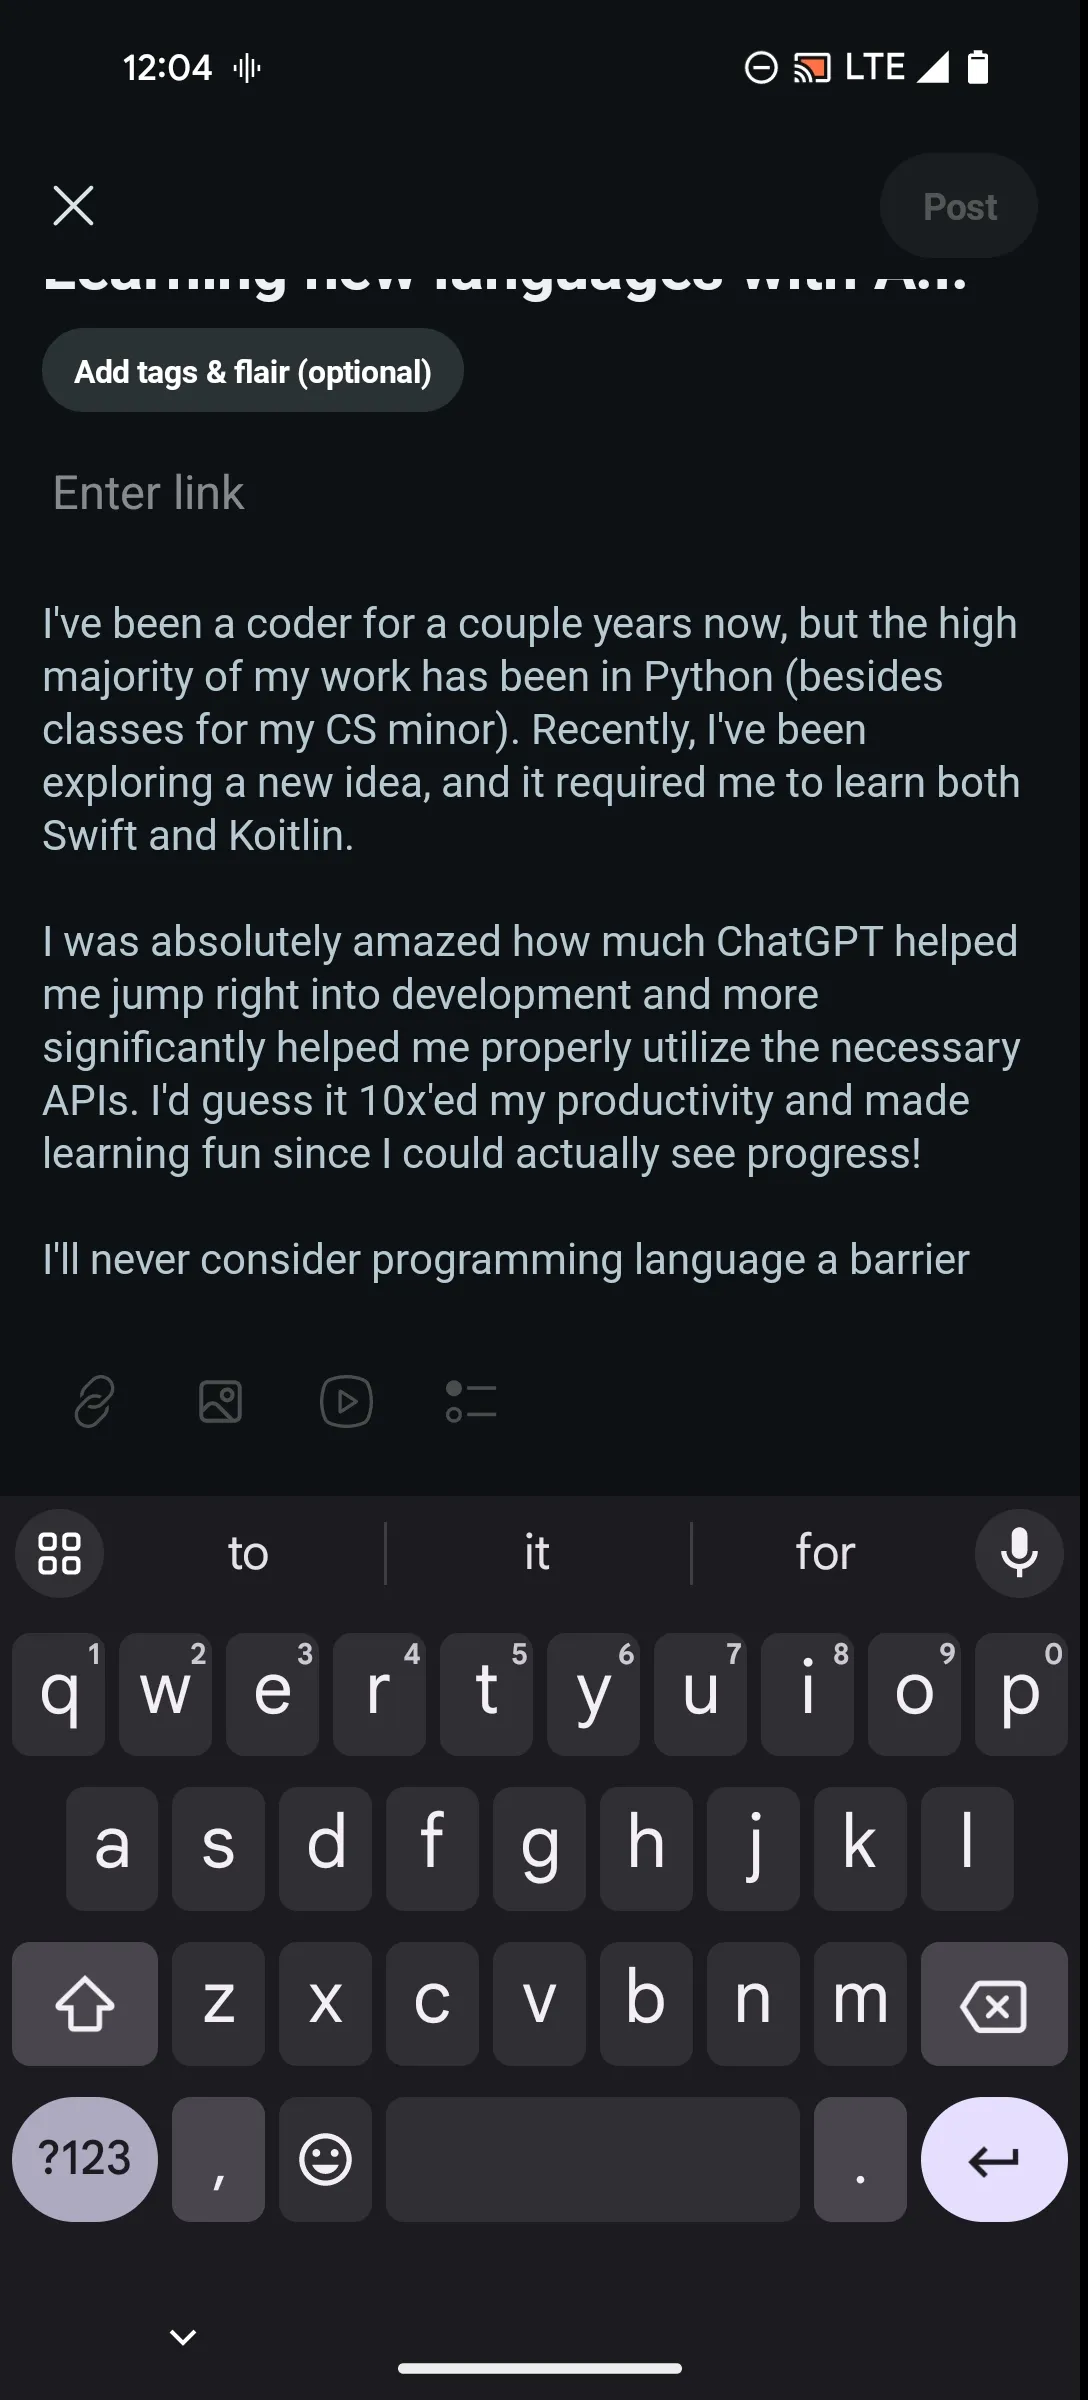 12:04
LTE
Post
Learning new languages with A.I.
Add tags & flair (optional)
Enter link
I've been a coder for a couple years now, but the high
majority of my work has been in Python (besides
classes for my CS minor). Recently, I've been
exploring a new idea, and it required me to learn both
Swift and Koitlin.
I was absolutely amazed how much ChatGPT helped
me jump right into development and more
significantly helped me properly utilize the necessary
APIs. I'd guess it 10x'ed my productivity and made
learning fun since I could actually see progress!
I'll never consider programming language a barrier
to it for
1 2 3 4 5 6 7 8 9 0
q w e r t y u i o p
a s d f g h j k l
z x c v b n m
?123 , .